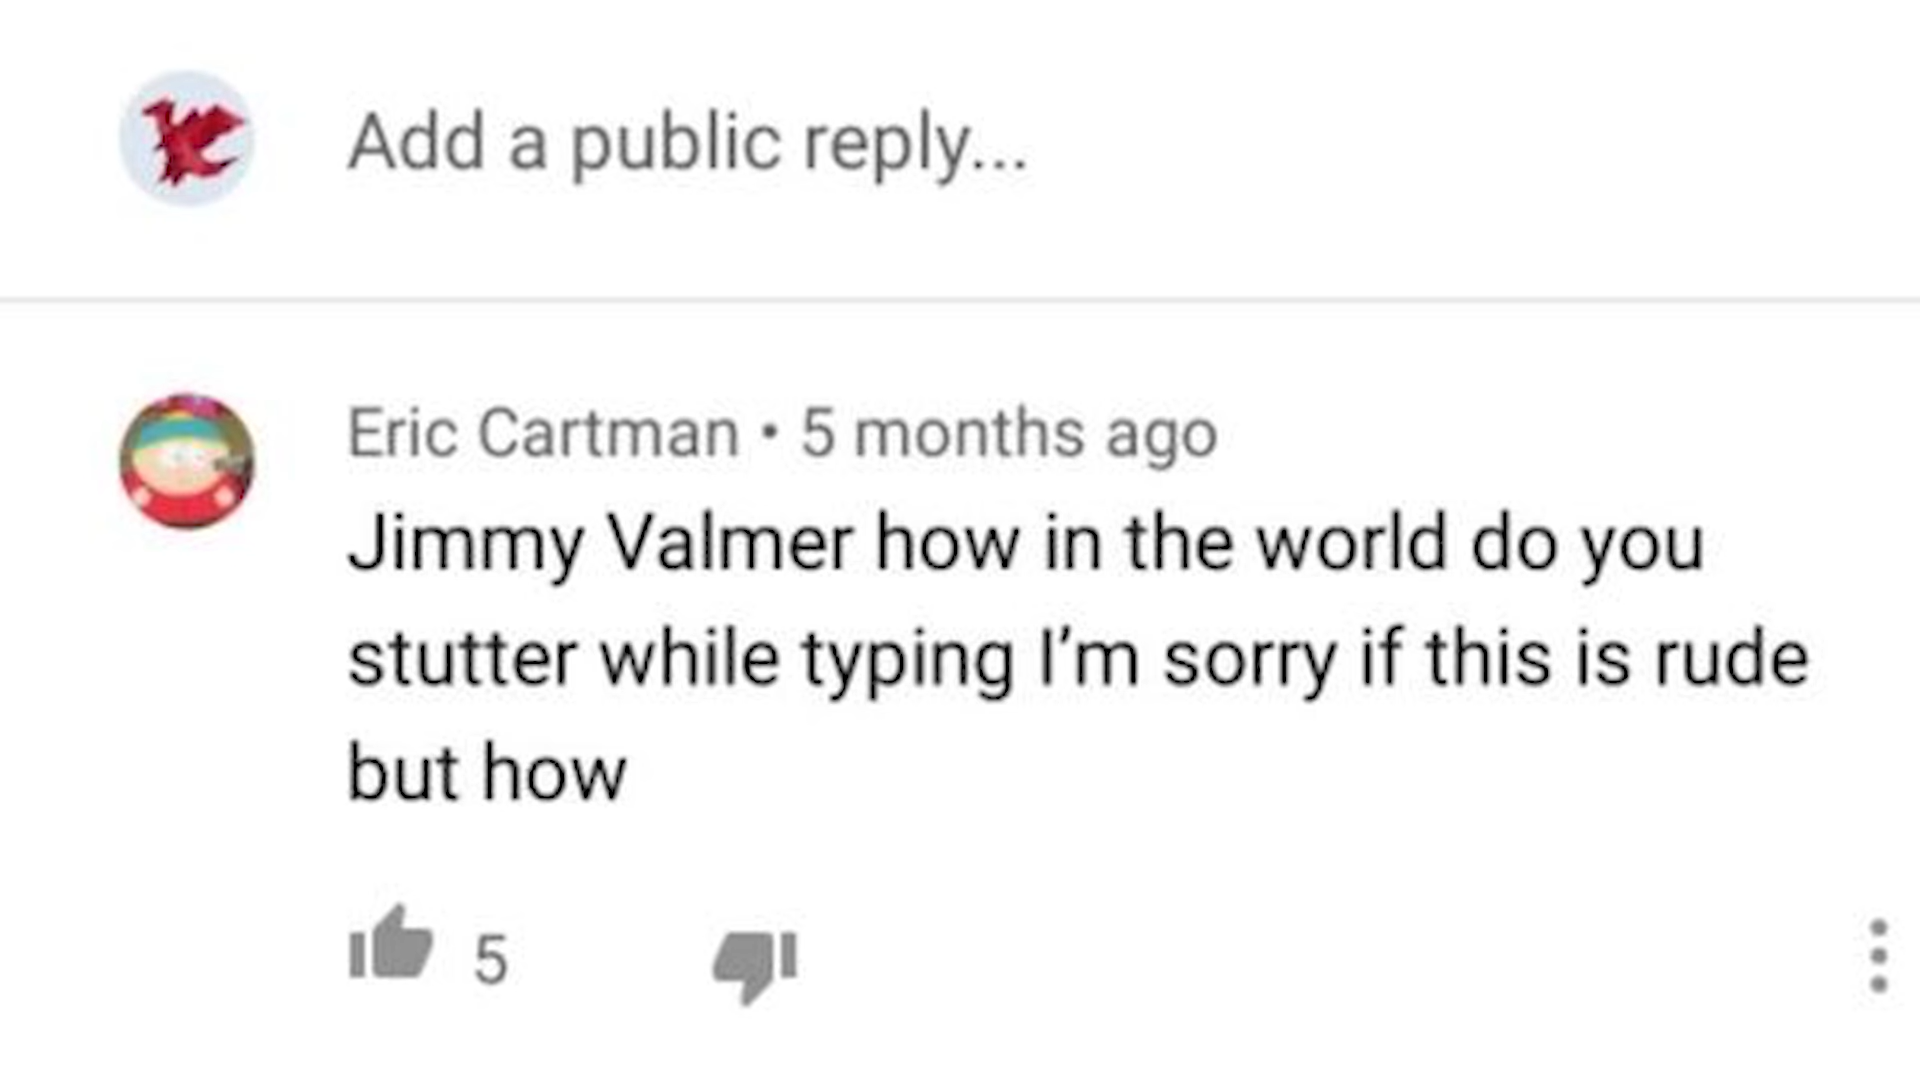 Add a public reply...
Eric Cartman • 5 months ago
Jimmy Valmer how in the world do you
stutter while typing I’m sorry if this is rude
but how
5